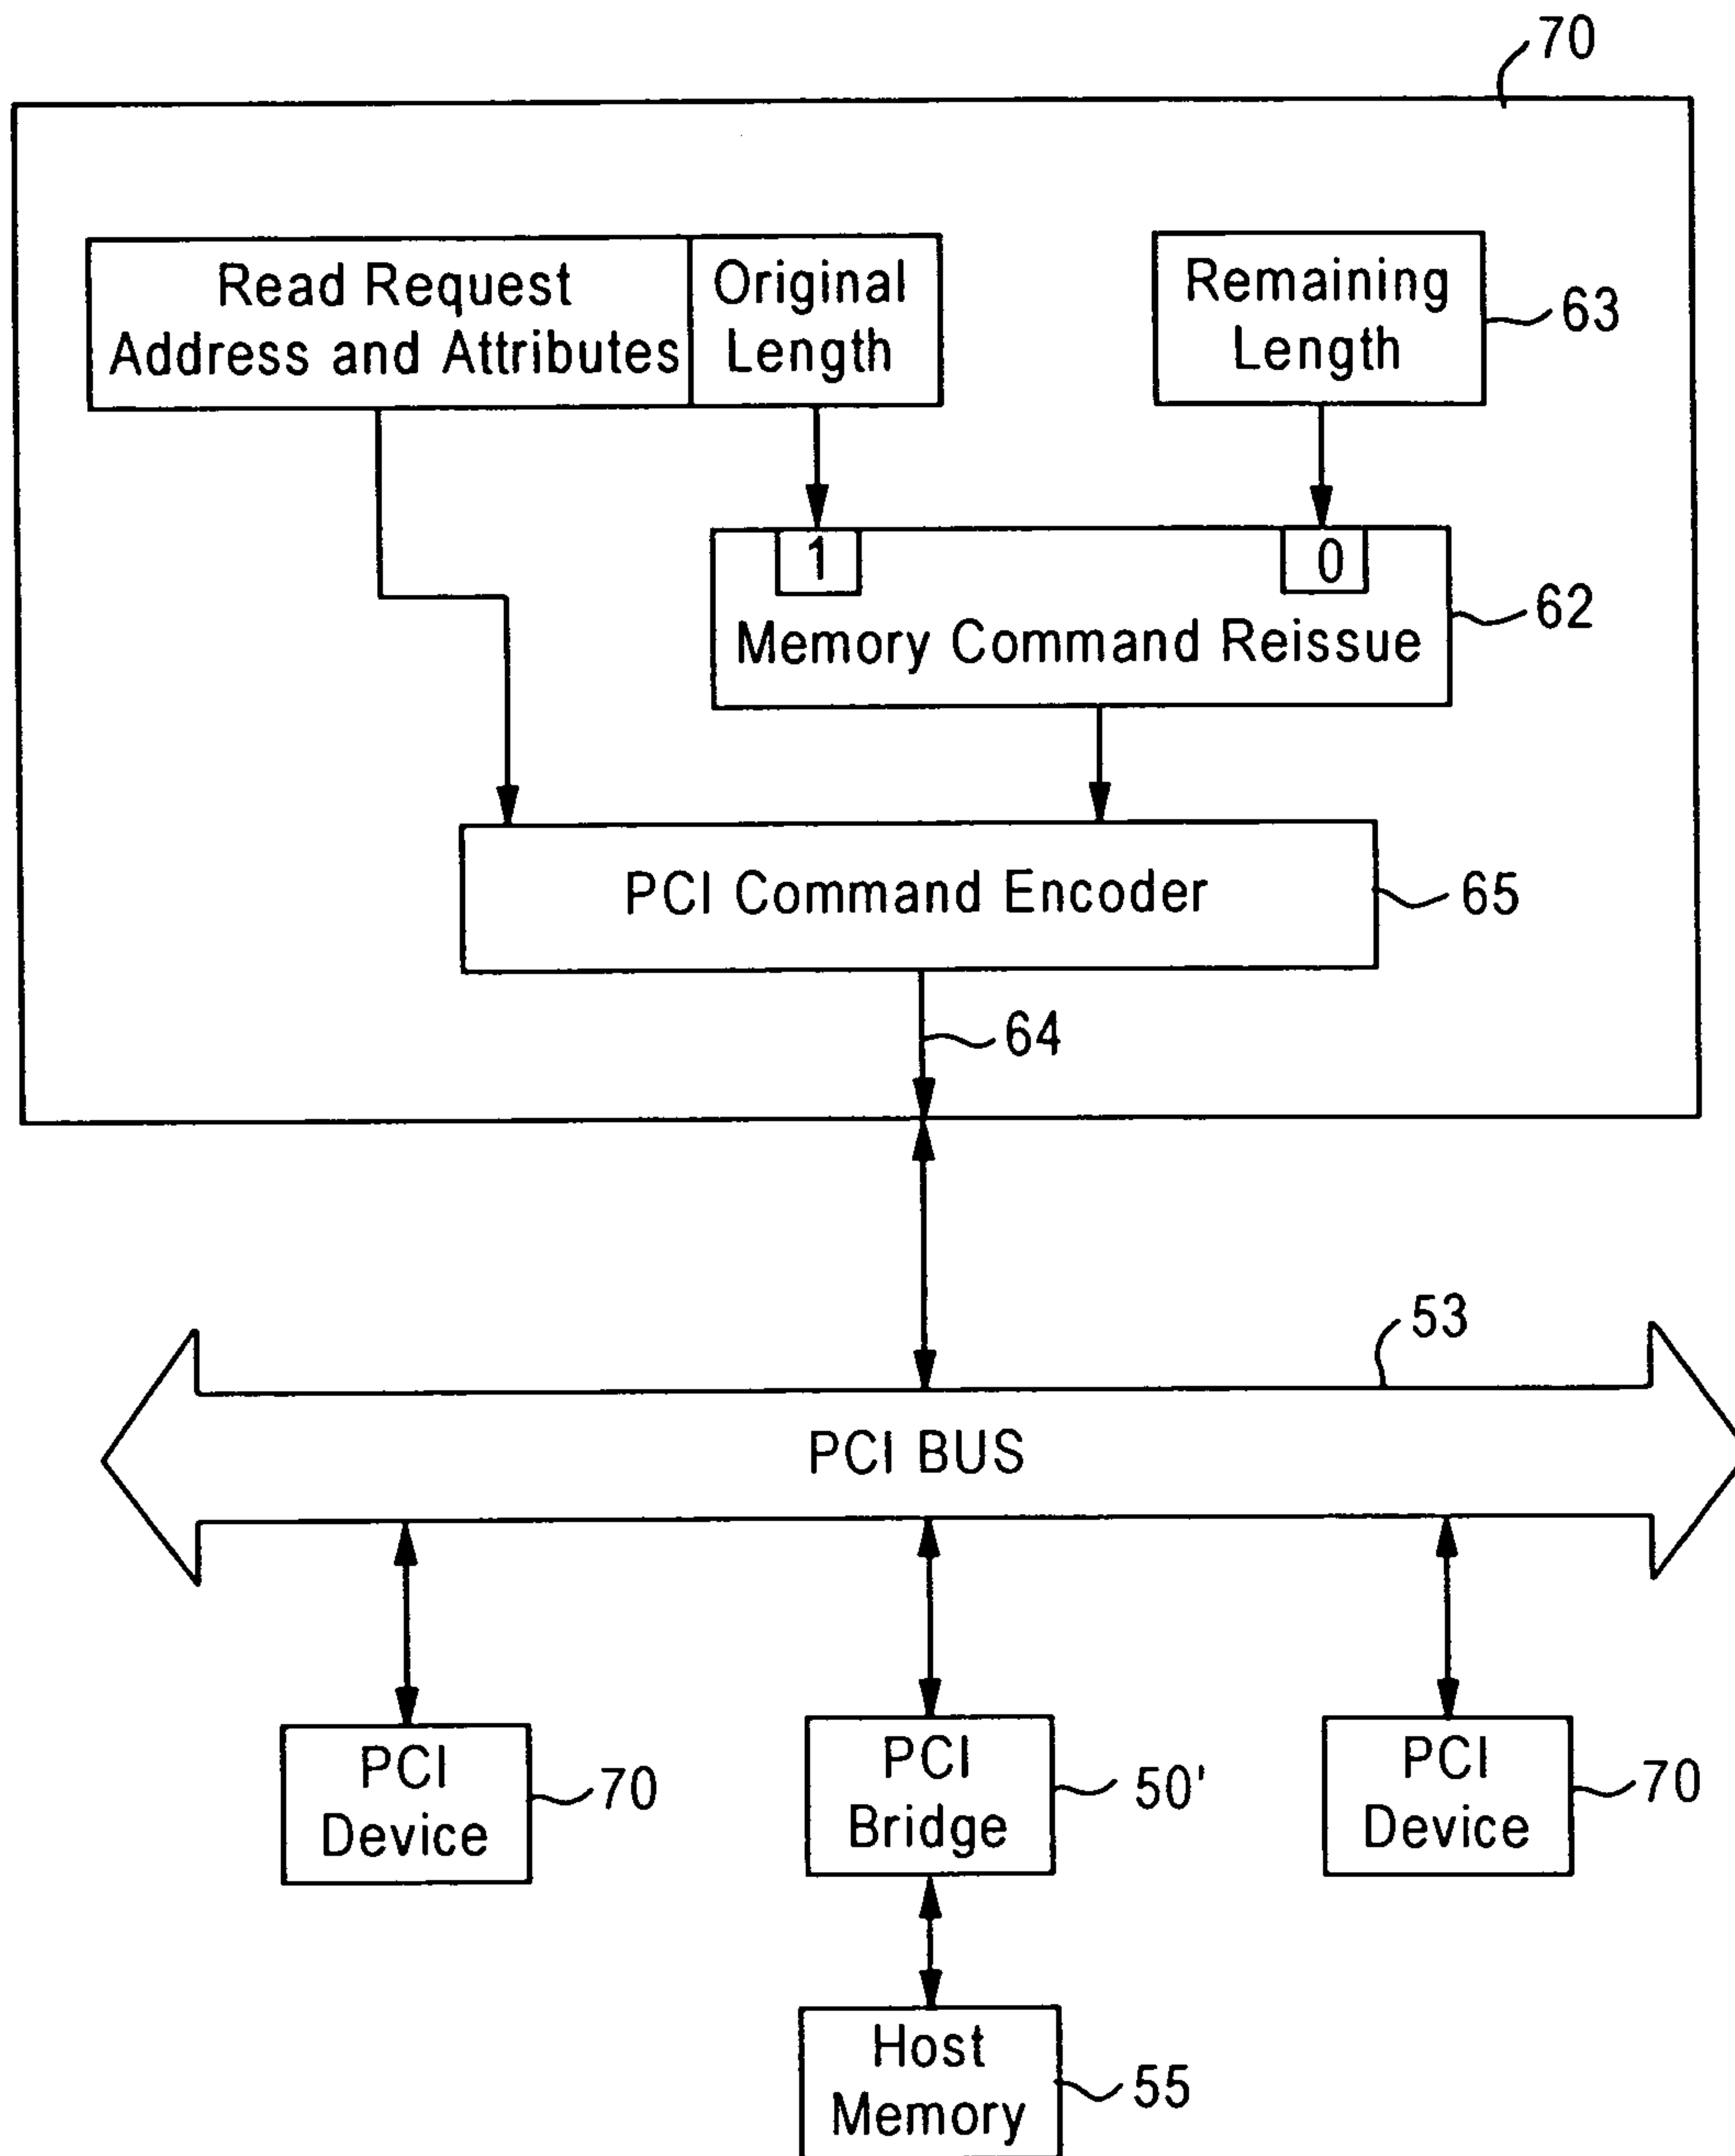 70
Read Request
Address and Attributes
Original
Length
Remaining
Length
63
1
0
Memory Command Reissue
62
PCI Command Encoder
65
64
53
PCI BUS
PCI
Device
70
PCI
Bridge
50'
PCI
Device
70
Host
Memory
55